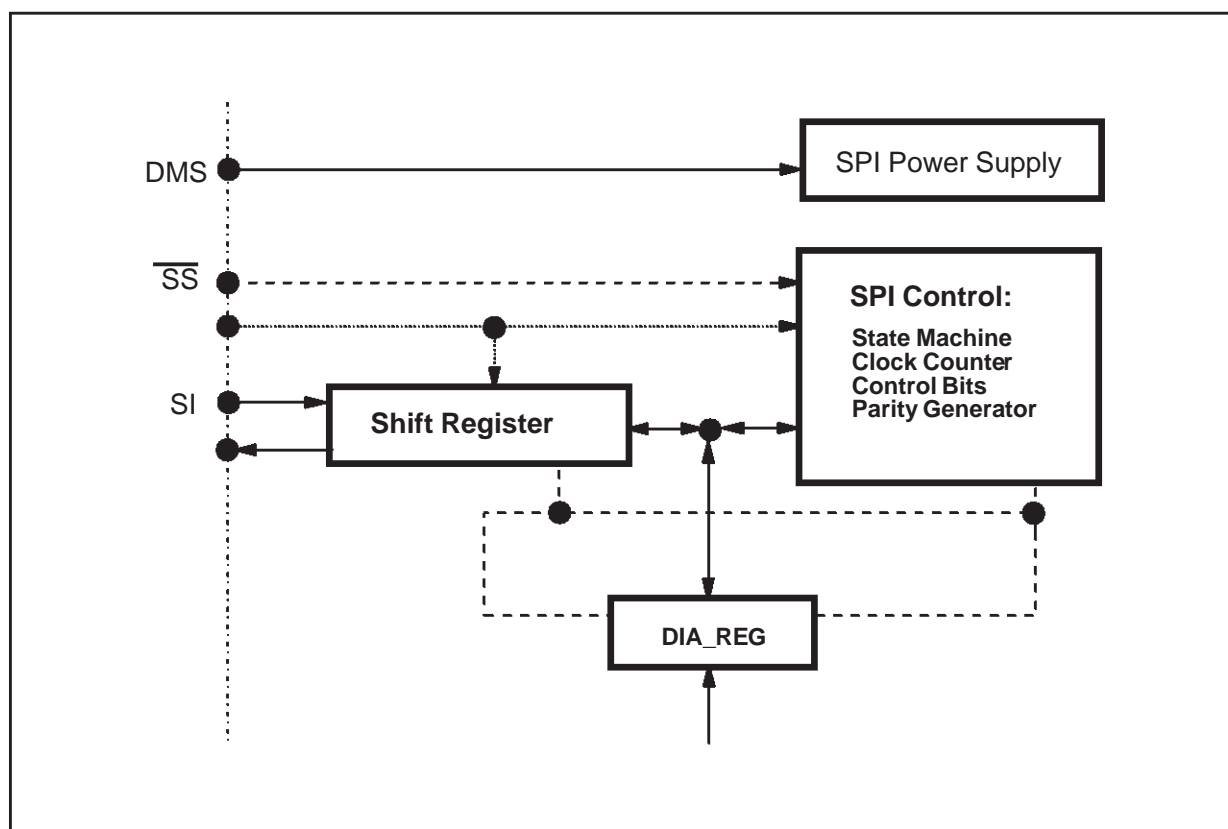 DMS
SPI Power Supply
SS
SPI Control:
State Machine
Clock Counter
Control Bits
Parity Generator
SI
Shift Register
DIA_REG